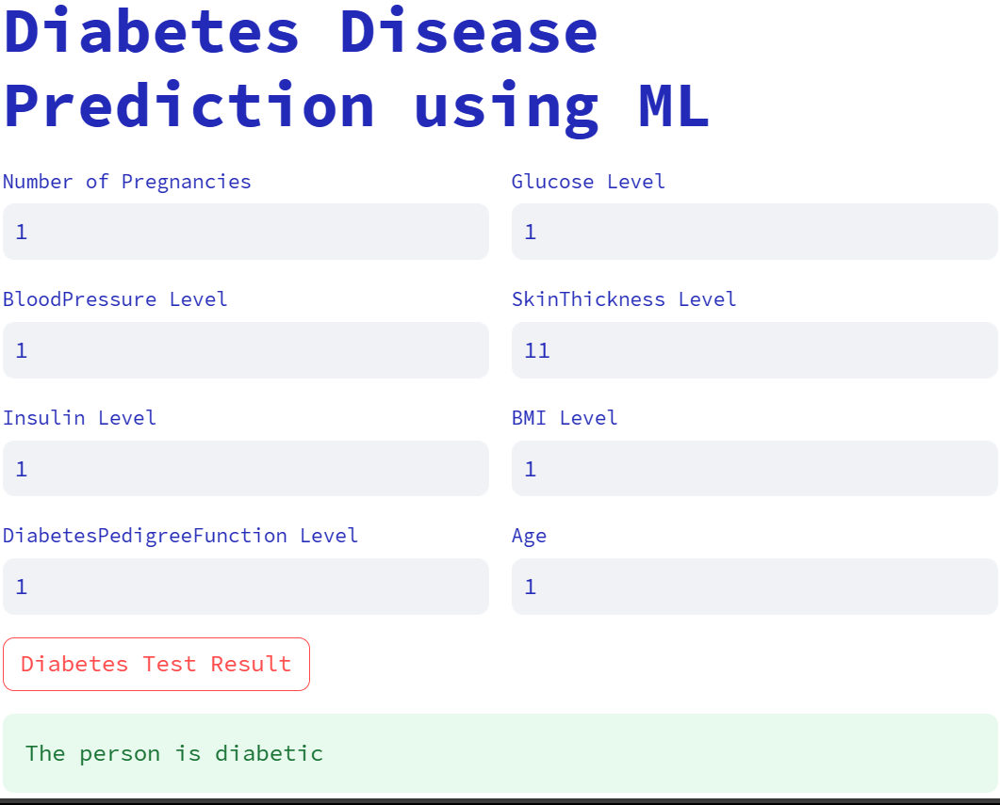 Diabetes Disease
Prediction using ML
Number of Pregnancies
1
Glucose Level
1
BloodPressure Level
1
SkinThickness Level
11
Insulin Level
1
BMI Level
1
DiabetesPedigreeFunction Level
1
Age
1
Diabetes Test Result
The person is diabetic